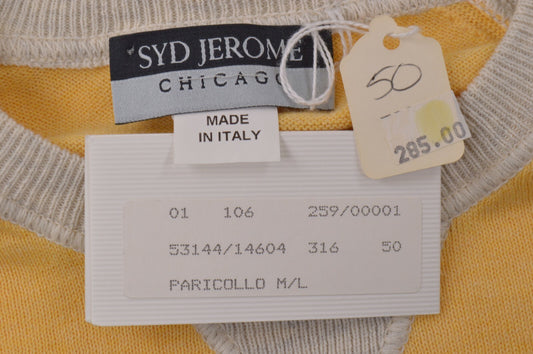 SYD JEROME
CHICAGO
MADE
IN ITALY
50
285.00
01 106 259/00001
53144/14604 316 50
PARICOLLO M/L